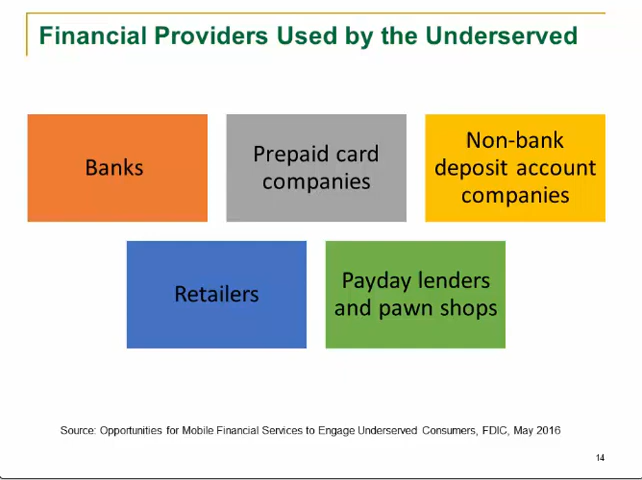 Financial Providers Used by the Underserved
Banks
Prepaid card
companies
Non-bank
deposit account
companies
Retailers
Payday lenders
and pawn shops
Source: Opportunities for Mobile Financial Services to Engage Underserved Consumers, FDIC, May 2016
14